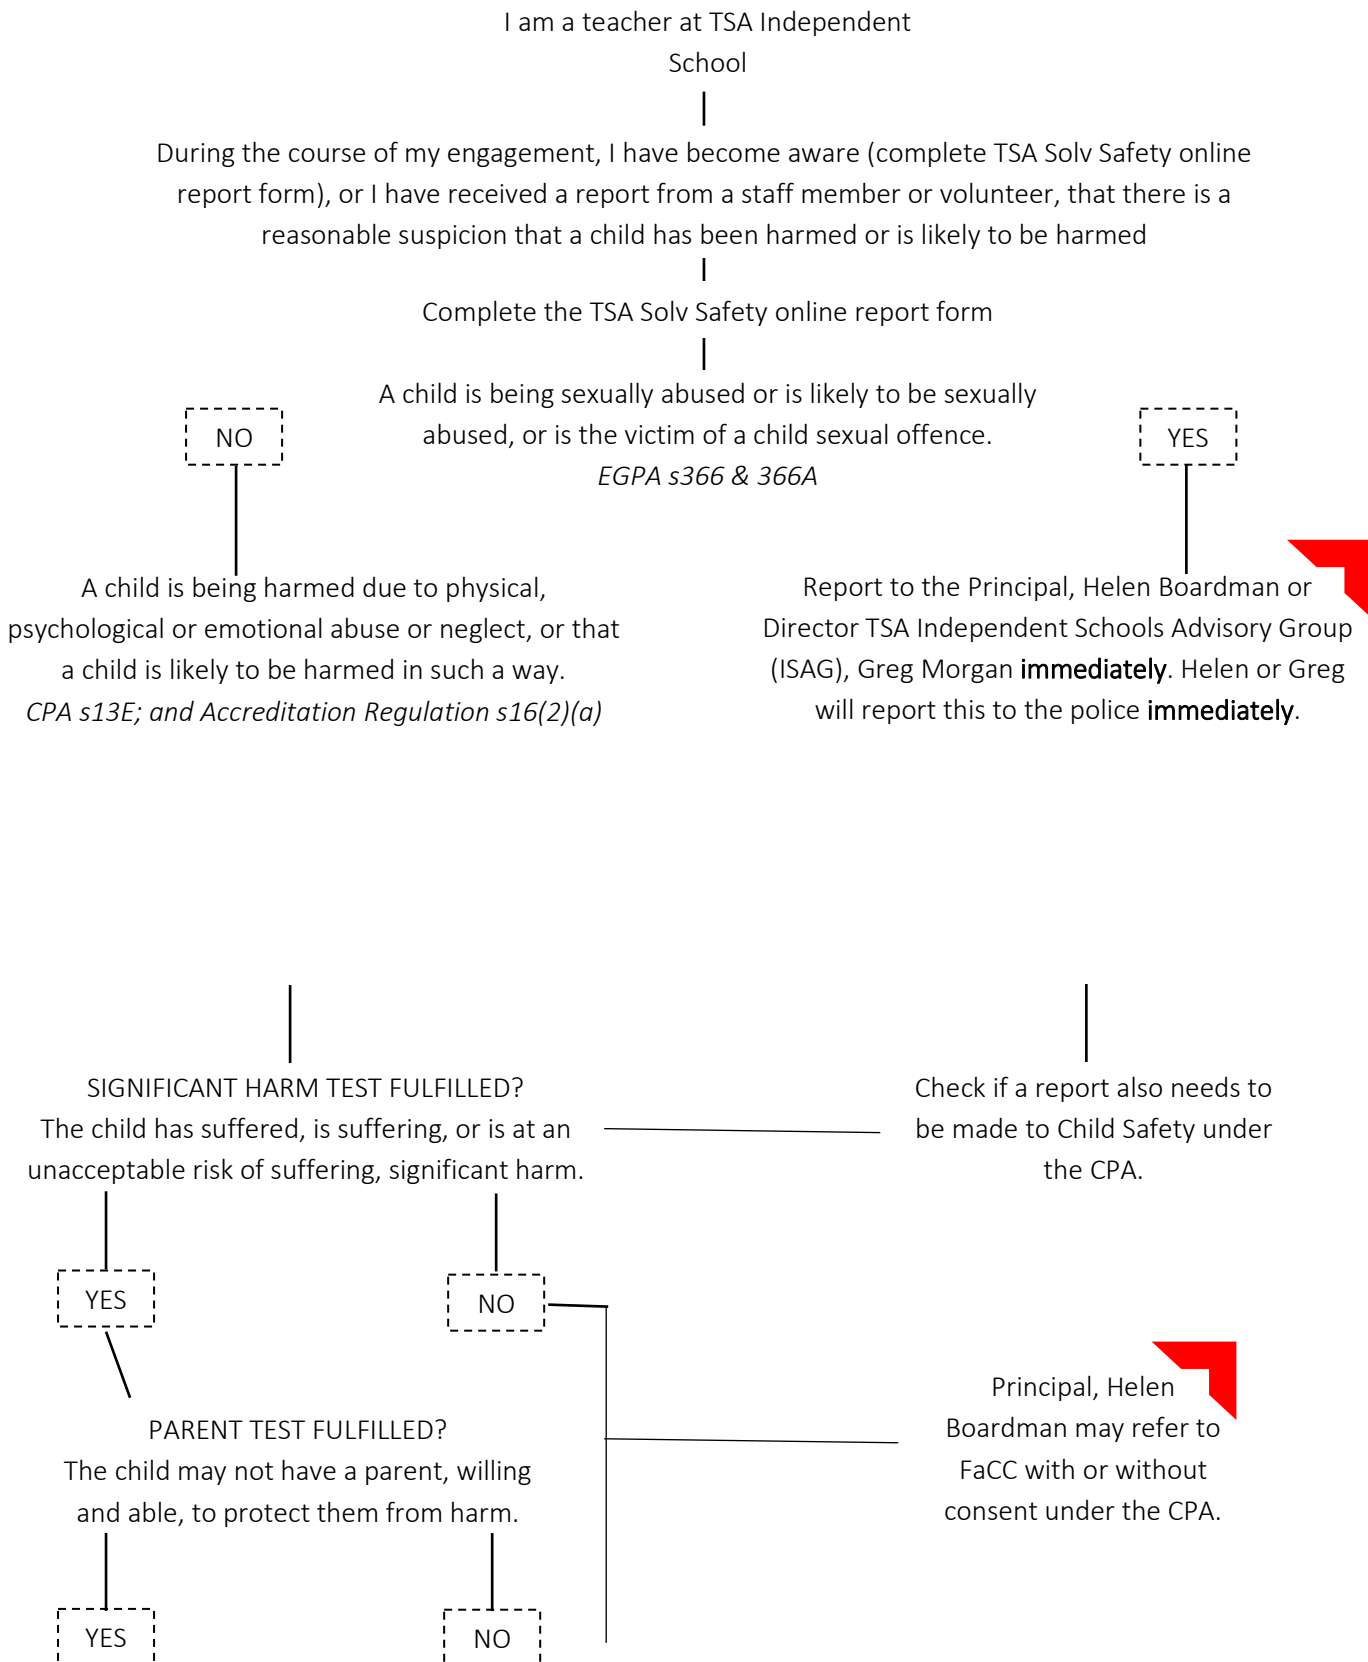 I am a teacher at TSA Independent
School
During the course of my engagement, I have become aware (complete TSA Solv Safety online
report form), or I have received a report from a staff member or volunteer, that there is a
reasonable suspicion that a child has been harmed or is likely to be harmed
Complete the TSA Solv Safety online report form
A child is being sexually abused or is likely to be sexually
abused, or is the victim of a child sexual offence.
EGPA s366 & 366A
NO
YES
A child is being harmed due to physical,
psychological or emotional abuse or neglect, or that
a child is likely to be harmed in such a way.
CPA s13E; and Accreditation Regulation s16(2)(a)
Report to the Principal, Helen Boardman or
Director TSA Independent Schools Advisory Group
(ISAG), Greg Morgan immediately. Helen or Greg
will report this to the police immediately.
SIGNIFICANT HARM TEST FULFILLED?
The child has suffered, is suffering, or is at an
unacceptable risk of suffering, significant harm.
Check if a report also needs to
be made to Child Safety under
the CPA.
YES
NO
PARENT TEST FULFILLED?
The child may not have a parent, willing
and able, to protect them from harm.
Principal, Helen
Boardman may refer to
FaCC with or without
consent under the CPA.
YES
NO